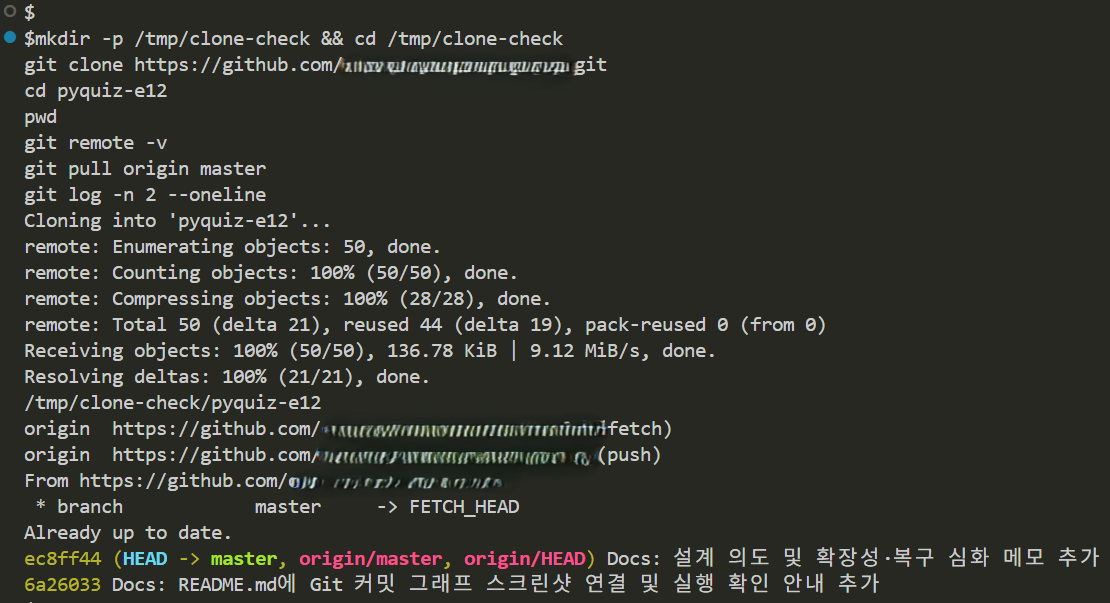 $
$mkdir -p /tmp/clone-check && cd /tmp/clone-check
git clone https://github.com/ git
cd pyquiz-e12
pwd
git remote -v
git pull origin master
git log -n 2 --oneline
Cloning into 'pyquiz-e12'...
remote: Enumerating objects: 50, done.
remote: Counting objects: 100% (50/50), done.
remote: Compressing objects: 100% (28/28), done.
remote: Total 50 (delta 21), reused 44 (delta 19), pack-reused 0 (from 0)
Receiving objects: 100% (50/50), 136.78 KiB | 9.12 MiB/s, done.
Resolving deltas: 100% (21/21), done.
/tmp/clone-check/pyquiz-e12
origin  https://github.com/ fetch)
origin  https://github.com/ (push)
From https://github.com/
 * branch            master     -> FETCH_HEAD
Already up to date.
ec8ff44 (HEAD -> master, origin/master, origin/HEAD) Docs: 설계 의도 및 확장성·복구 심화 메모 추가
6a26033 Docs: README.md에 Git 커밋 그래프 스크린샷 연결 및 실행 확인 안내 추가